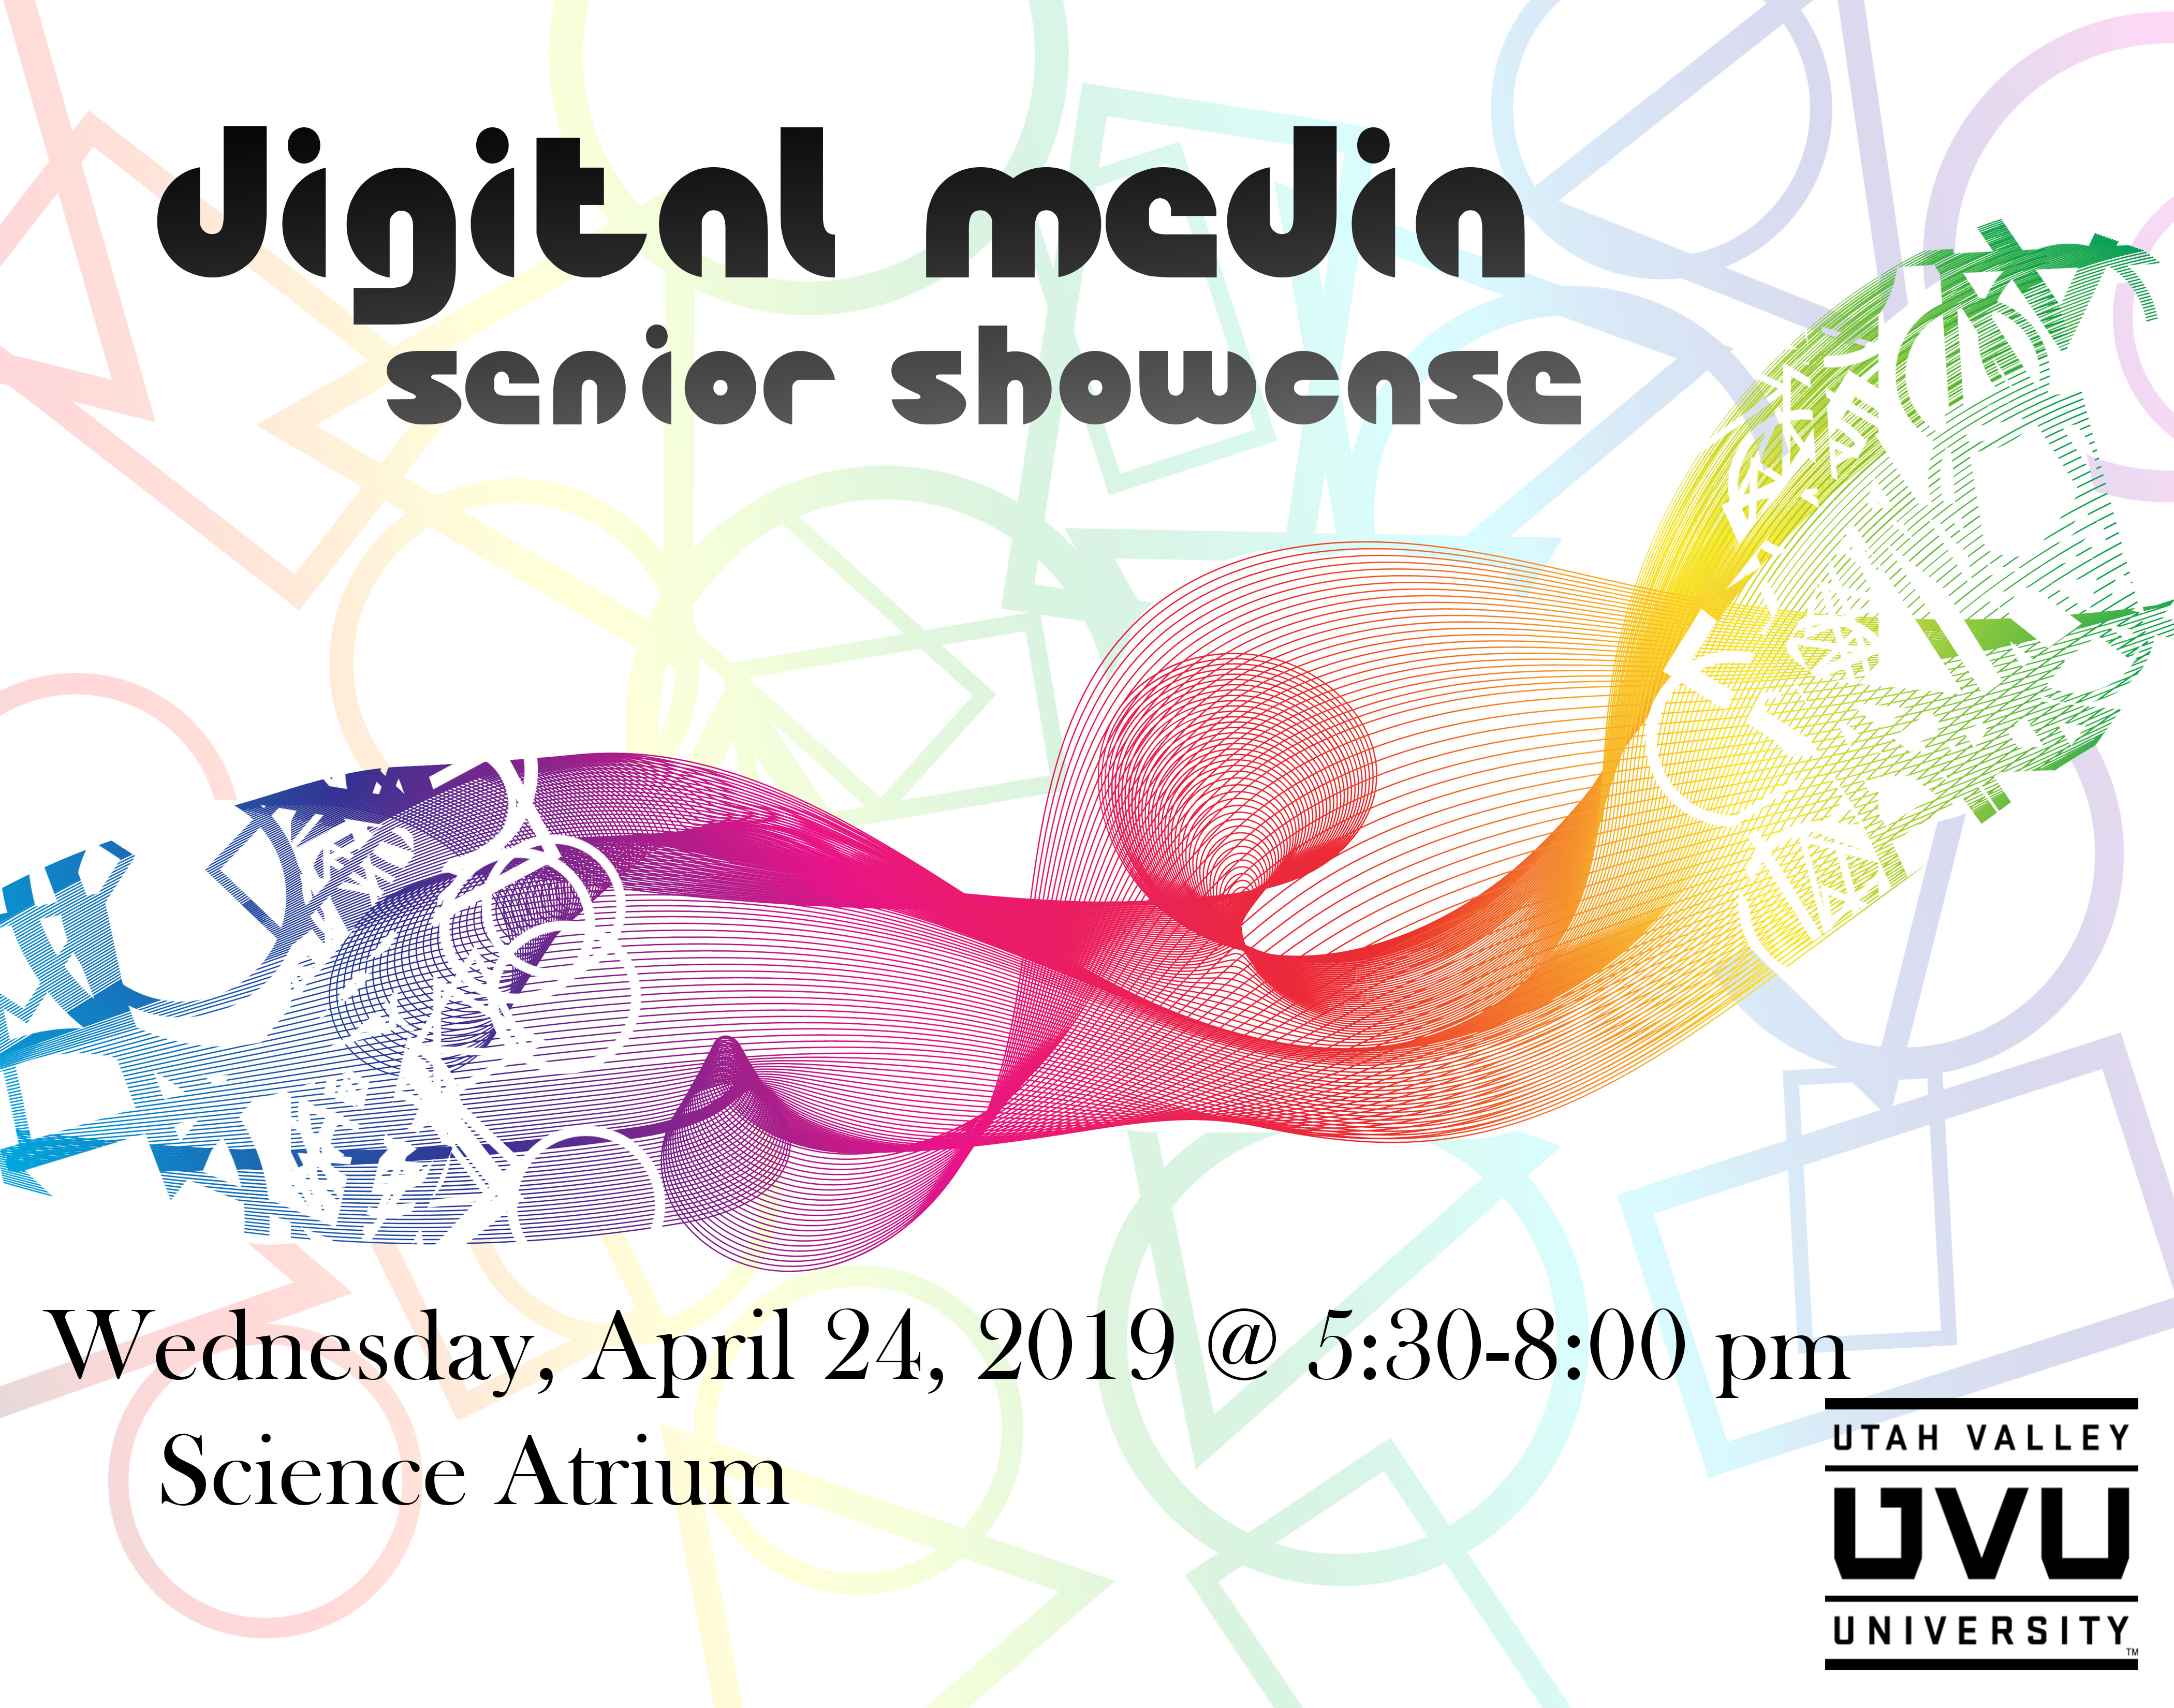 digital media
senior showcase
Wednesday, April 24, 2019 @ 5:30-8:00 pm
Science Atrium
UTAH VALLEY
UVU
UNIVERSITY
TM